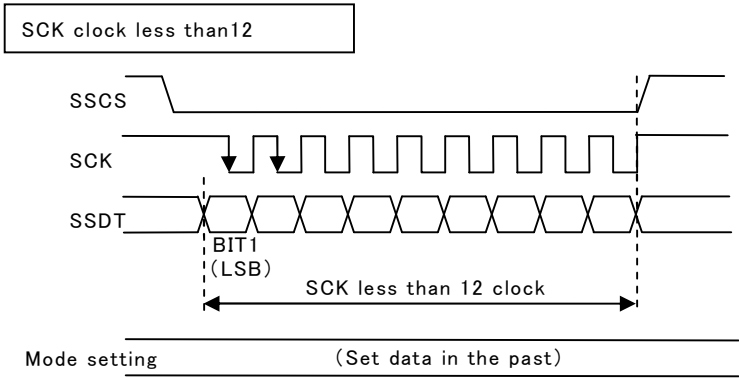 SCK clock less than12
SSCS
SCK
SSDT
BIT1
(LSB)
SCK less than 12 clock
Mode setting
(Set data in the past)